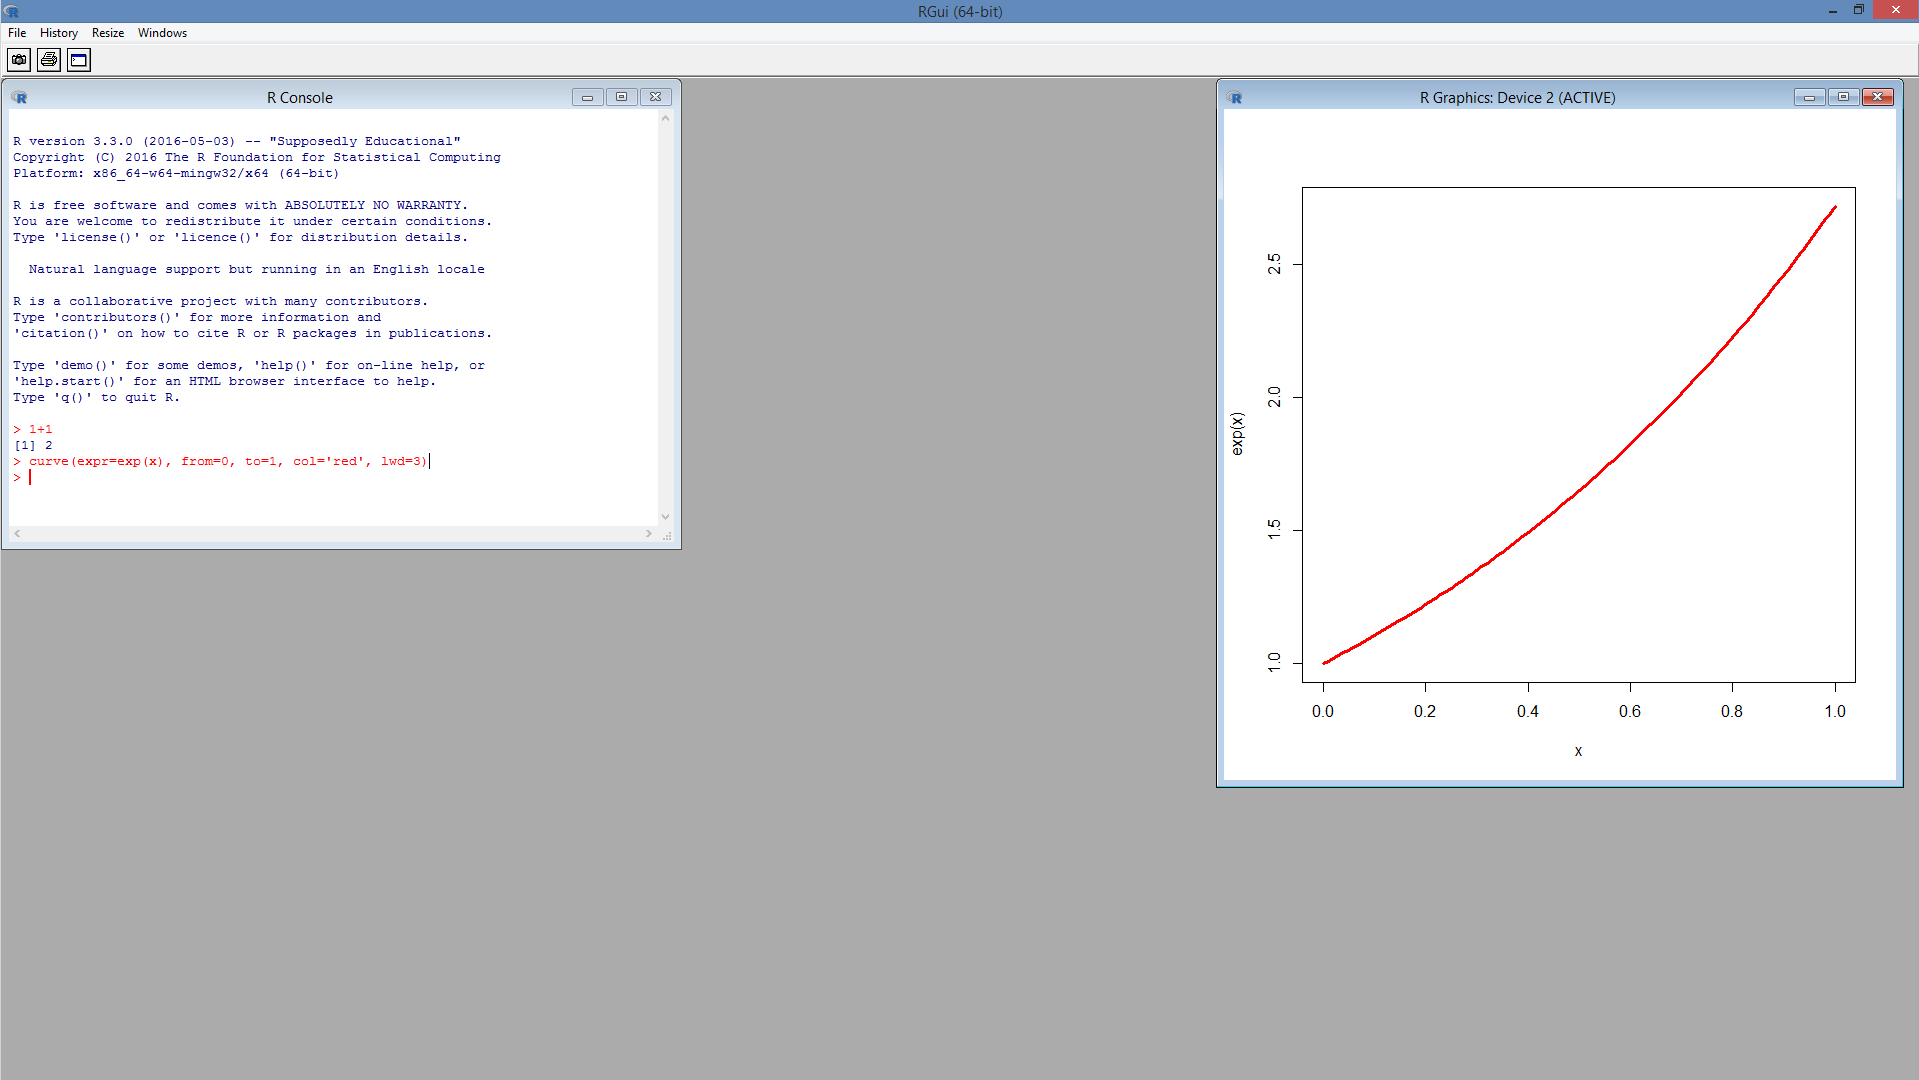 RGui (64-bit)
File History Resize Windows
R Console
R version 3.3.0 (2016-05-03) -- "Supposedly Educational"
Copyright (C) 2016 The R Foundation for Statistical Computing
Platform: x86_64-w64-mingw32/x64 (64-bit)
R is free software and comes with ABSOLUTELY NO WARRANTY.
You are welcome to redistribute it under certain conditions.
Type 'license()' or 'licence()' for distribution details.
Natural language support but running in an English locale
R is a collaborative project with many contributors.
Type 'contributors()' for more information and
'citation()' on how to cite R or R packages in publications.
Type 'demo()' for some demos, 'help()' for on-line help, or
'help.start()' for an HTML browser interface to help.
Type 'q()' to quit R.
> 1+1
[1] 2
> curve(expr=exp(x), from=0, to=1, col='red', lwd=3)
>
R Graphics: Device 2 (ACTIVE)
2.5
2.0
1.5
1.0
exp(x)
0.0 0.2 0.4 0.6 0.8 1.0
x